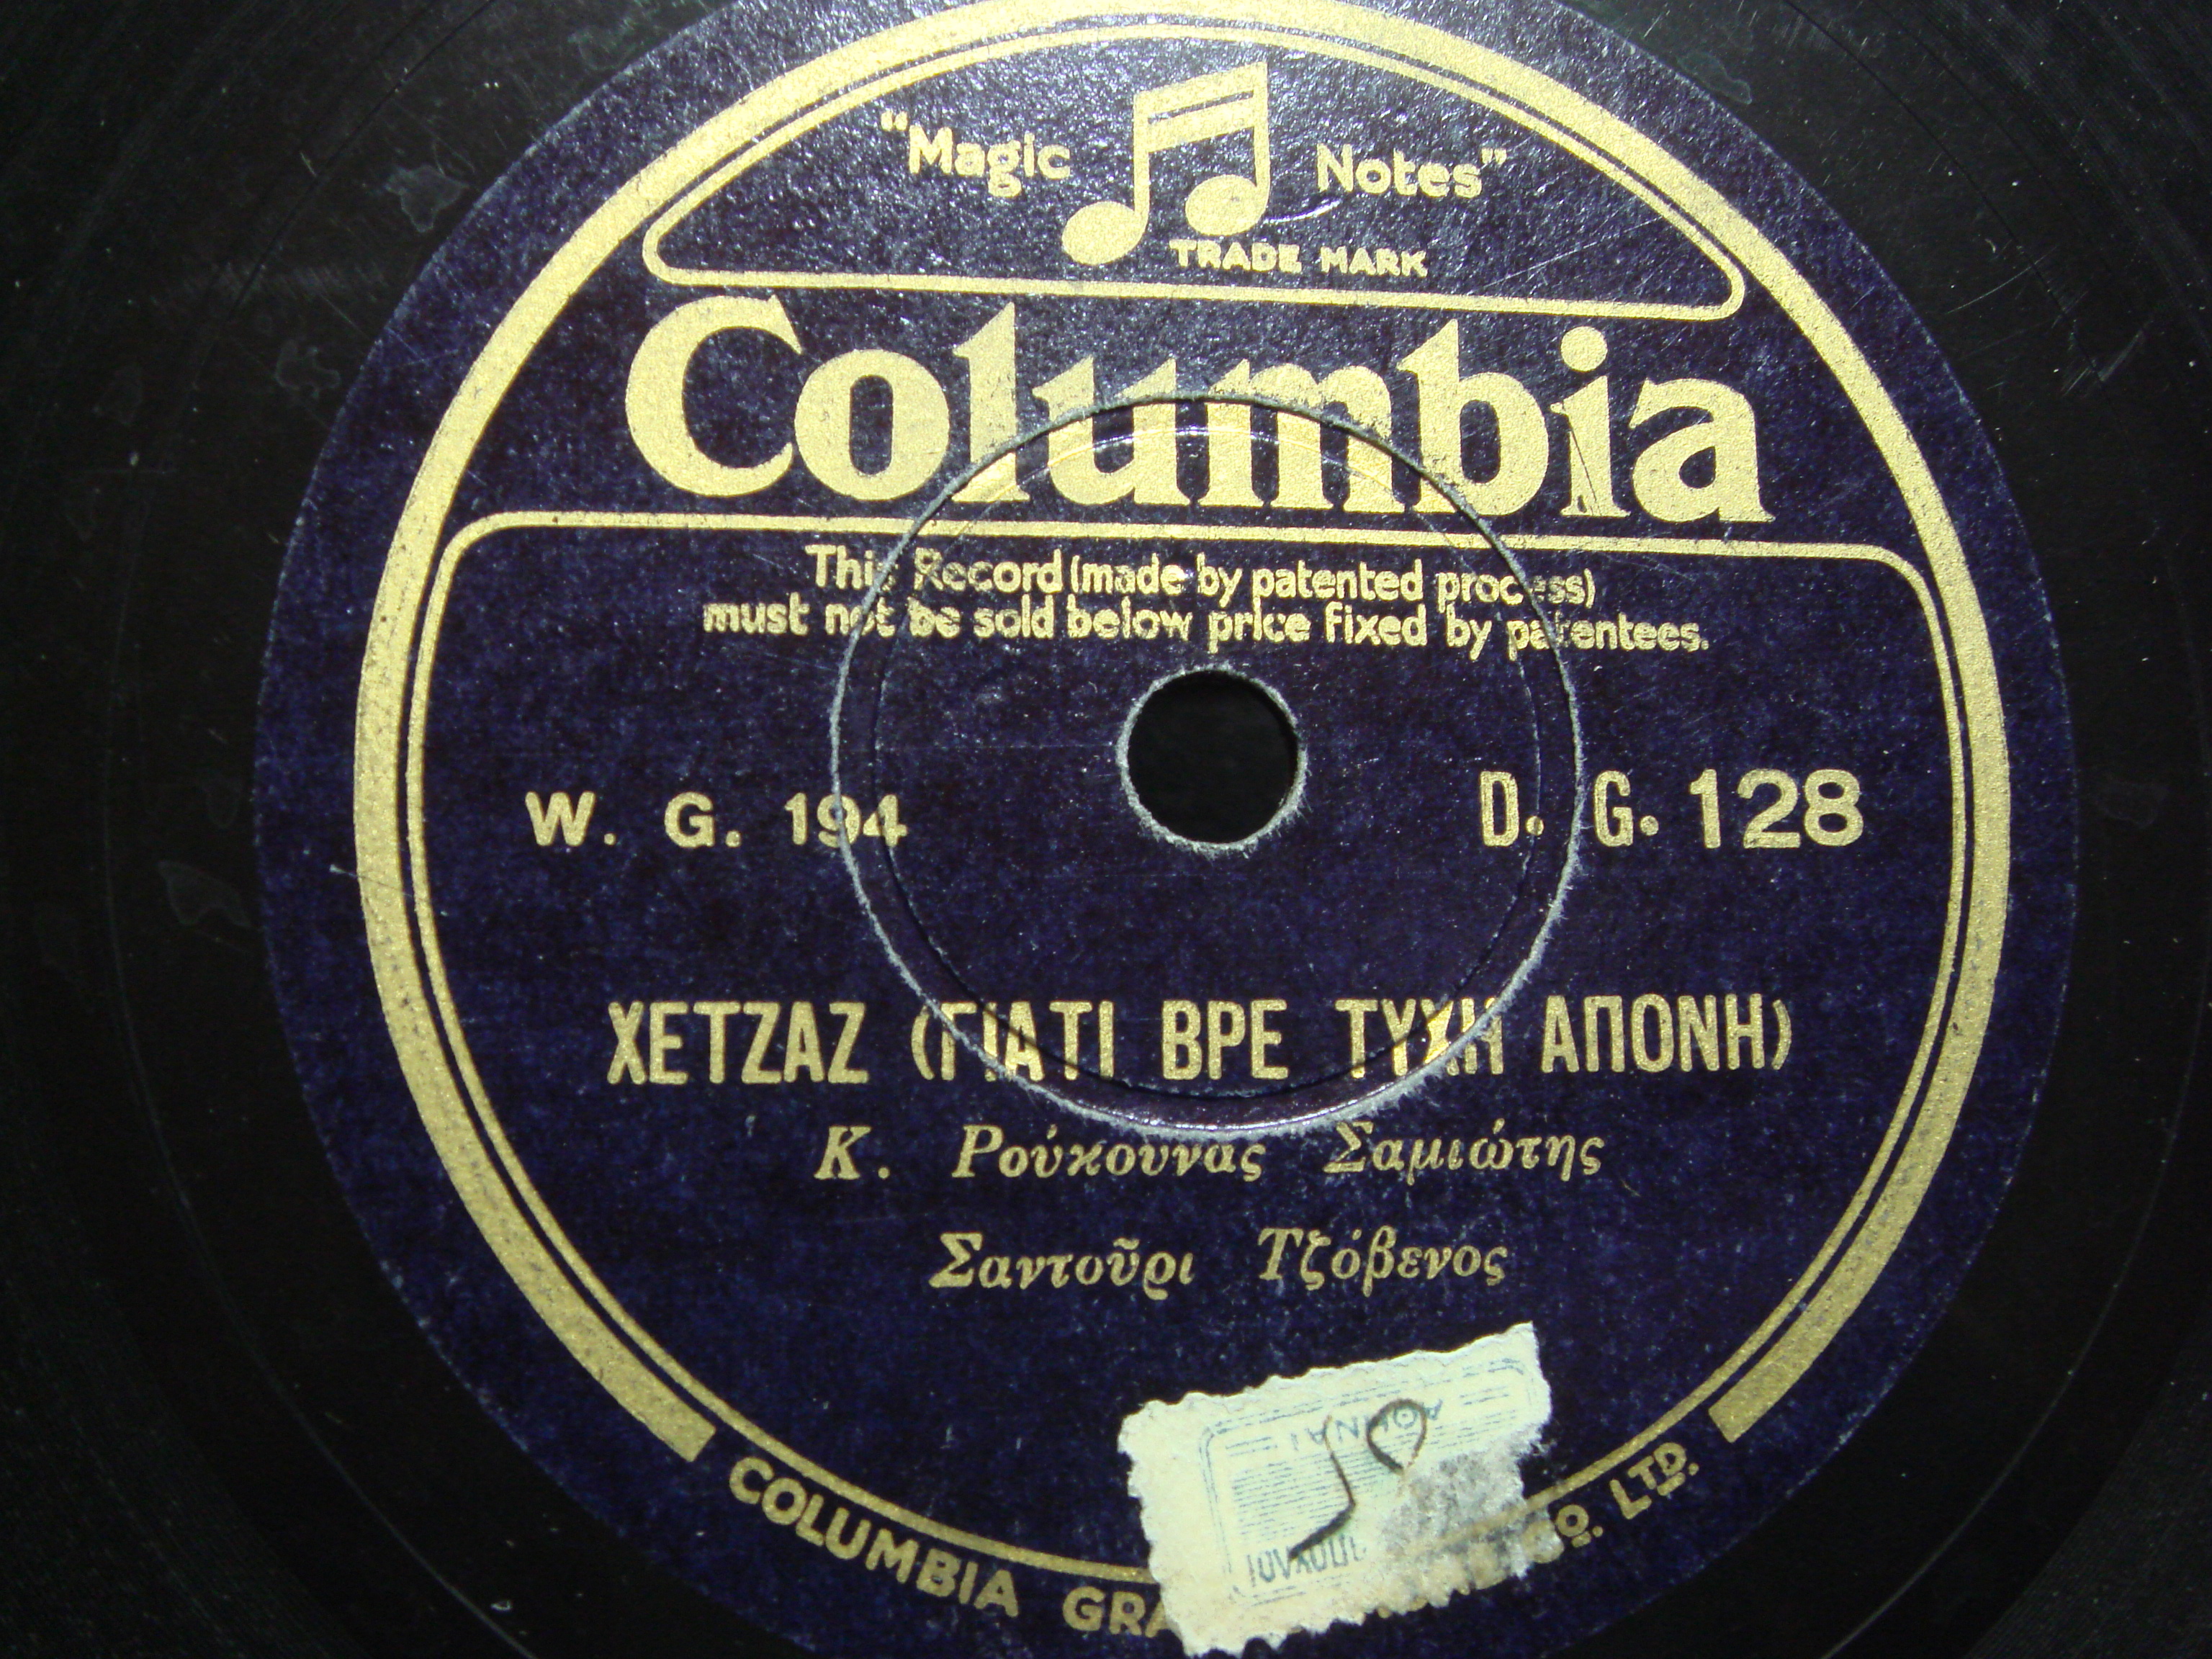 "Magic Notes"
TRADE MARK
Columbia
This Record (made by patented process)
must not be sold below price fixed by patentees.
W. G. 194 D. G. 128
ΧΕΤΖΑΖ (ΓΙΑΤΙ ΒΡΕ ΤΥΧΗ ΑΠΟΝΗ)
Κ. Ρούκουνας Σαμιώτης
Σαντοῦρι Τζόβενος
ΑΘΗΝΑΙ
COLUMBIA CO. LTD.